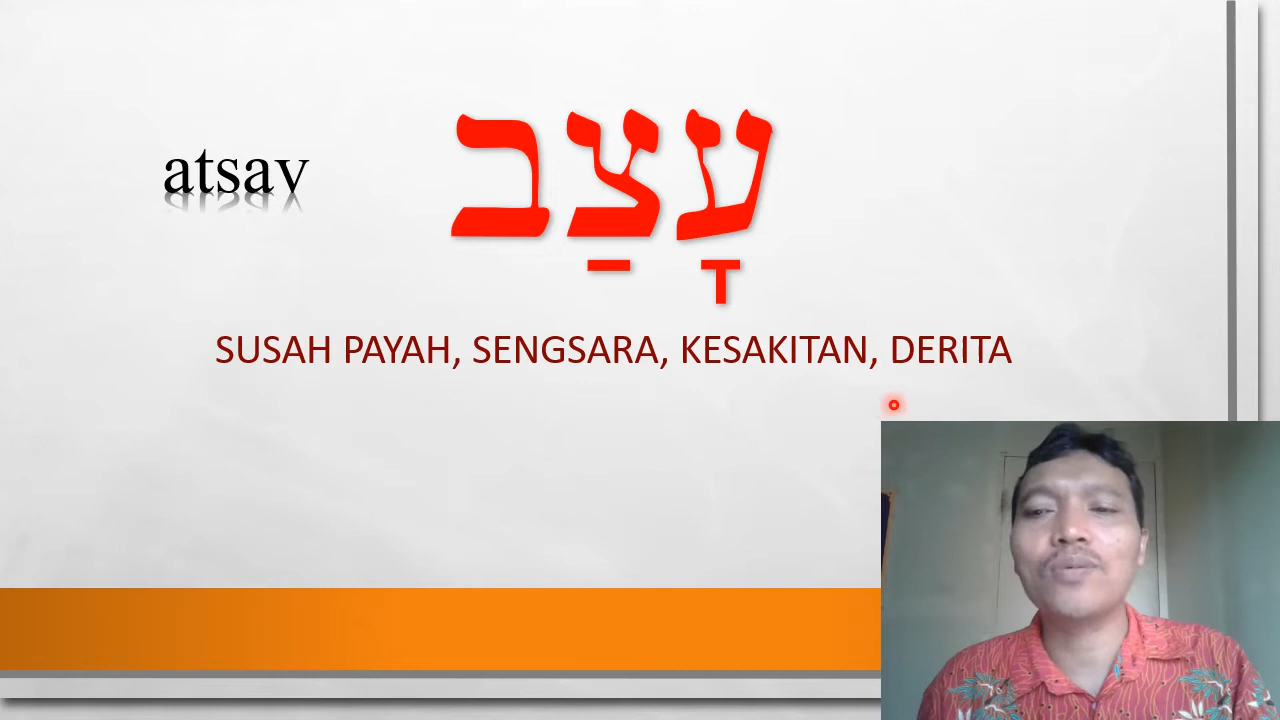 atsav
עָצַב
SUSAH PAYAH, SENGSARA, KESAKITAN, DERITA